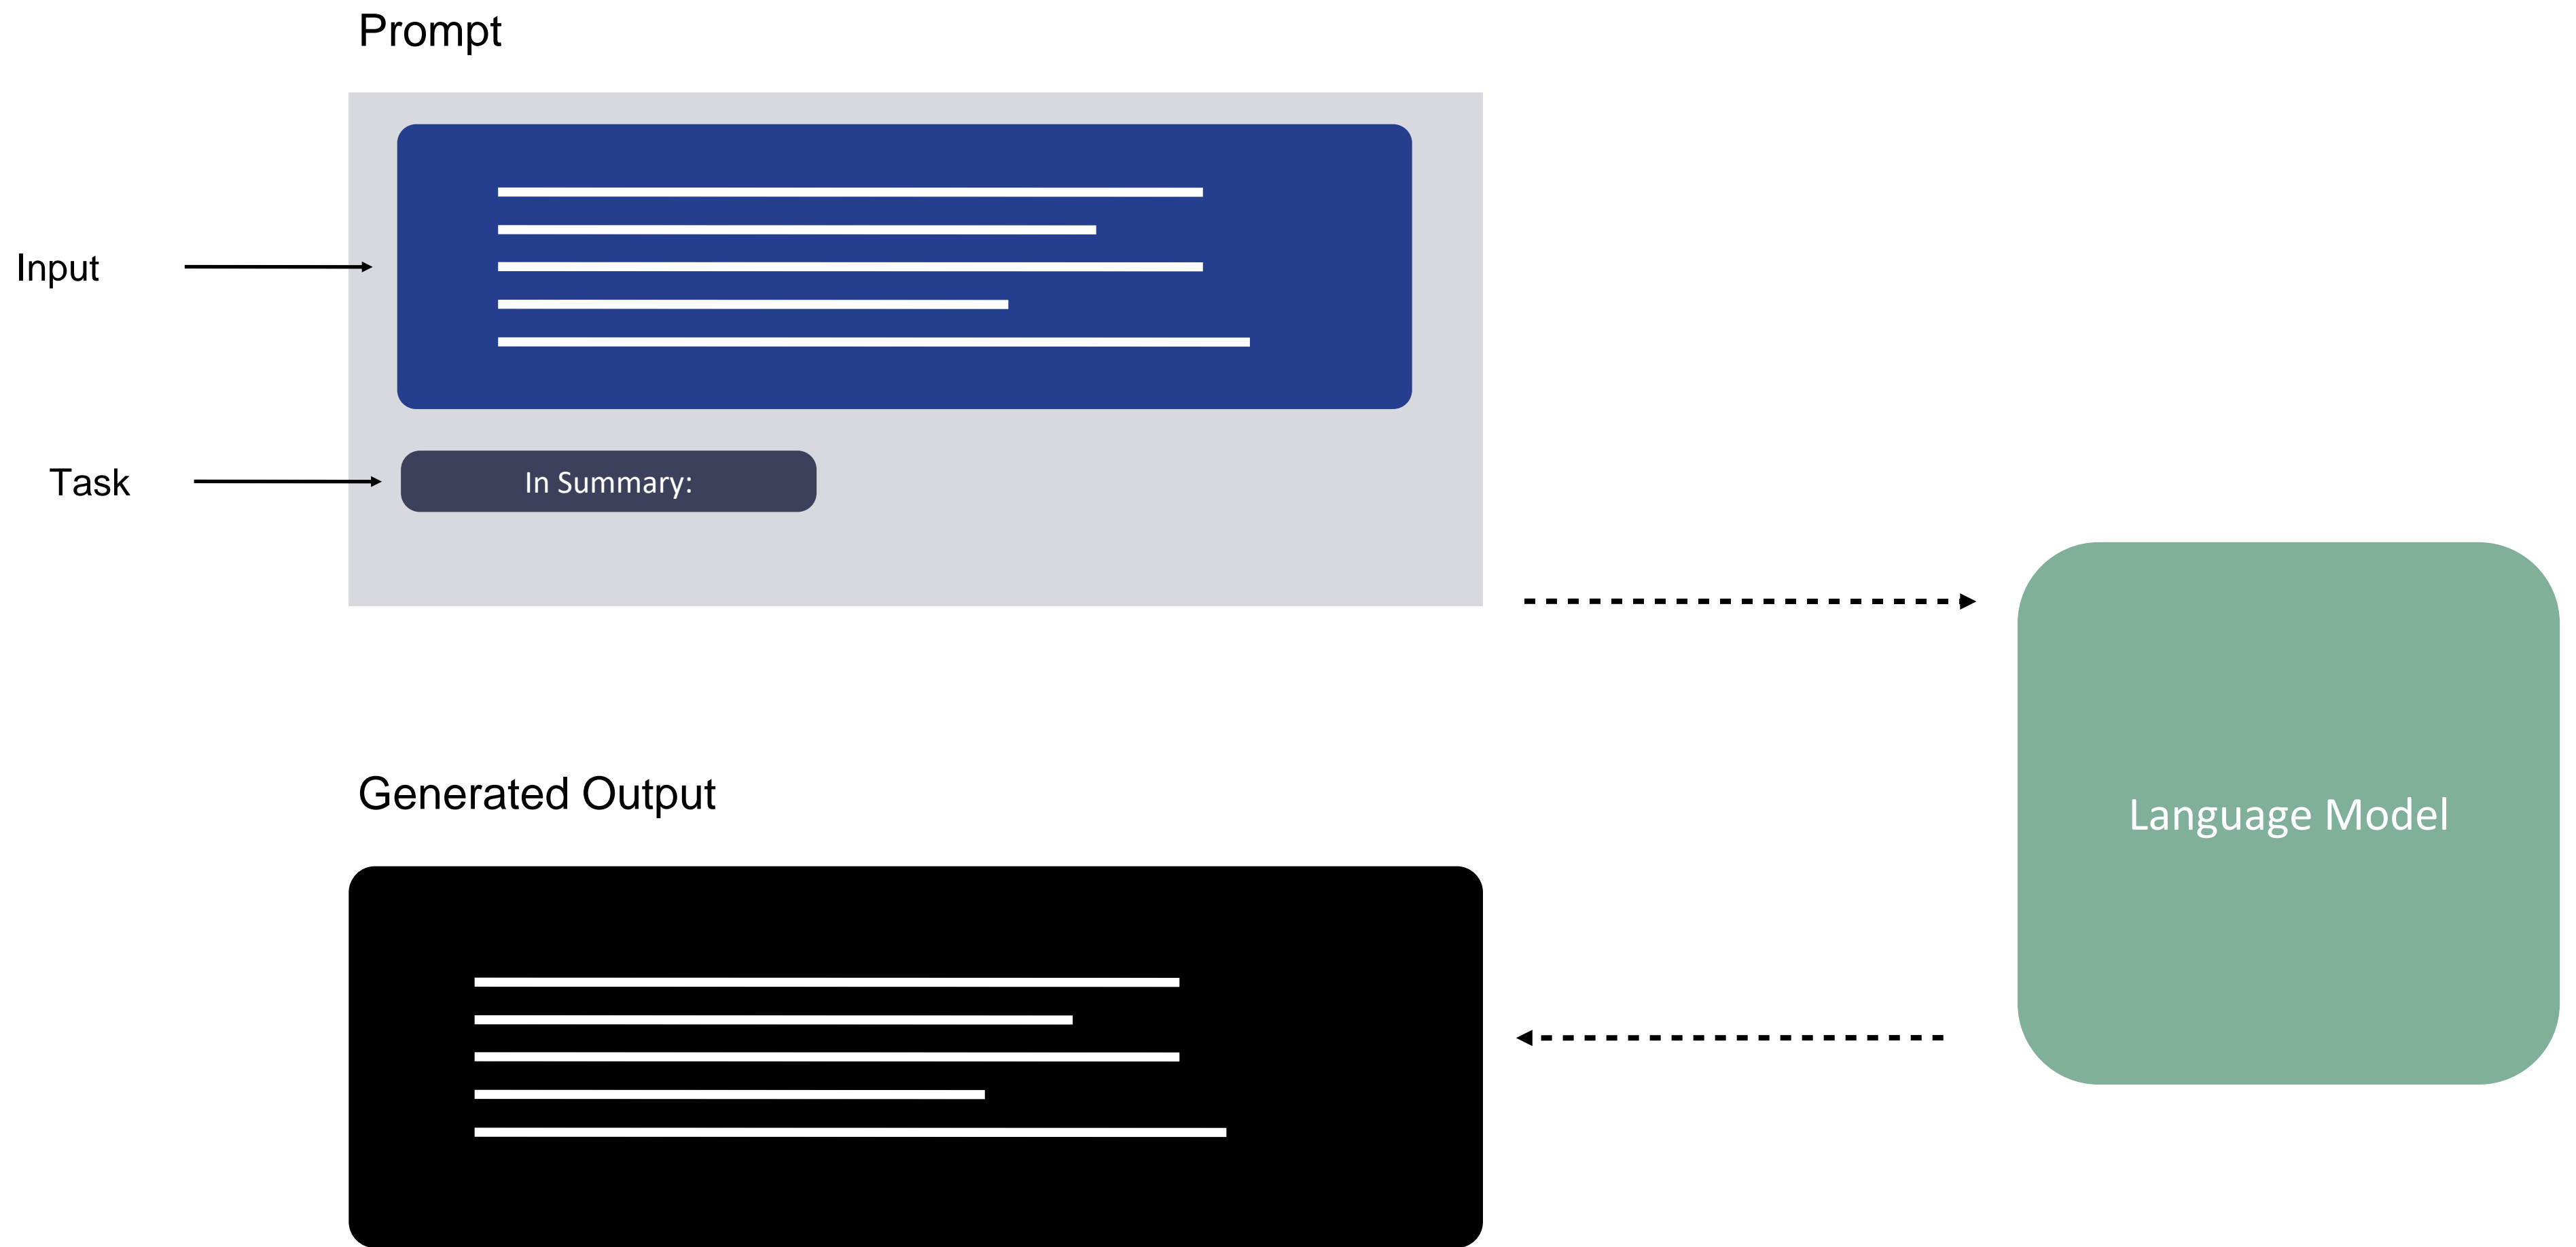 Prompt
Input
Task
In Summary:
Language Model
Generated Output